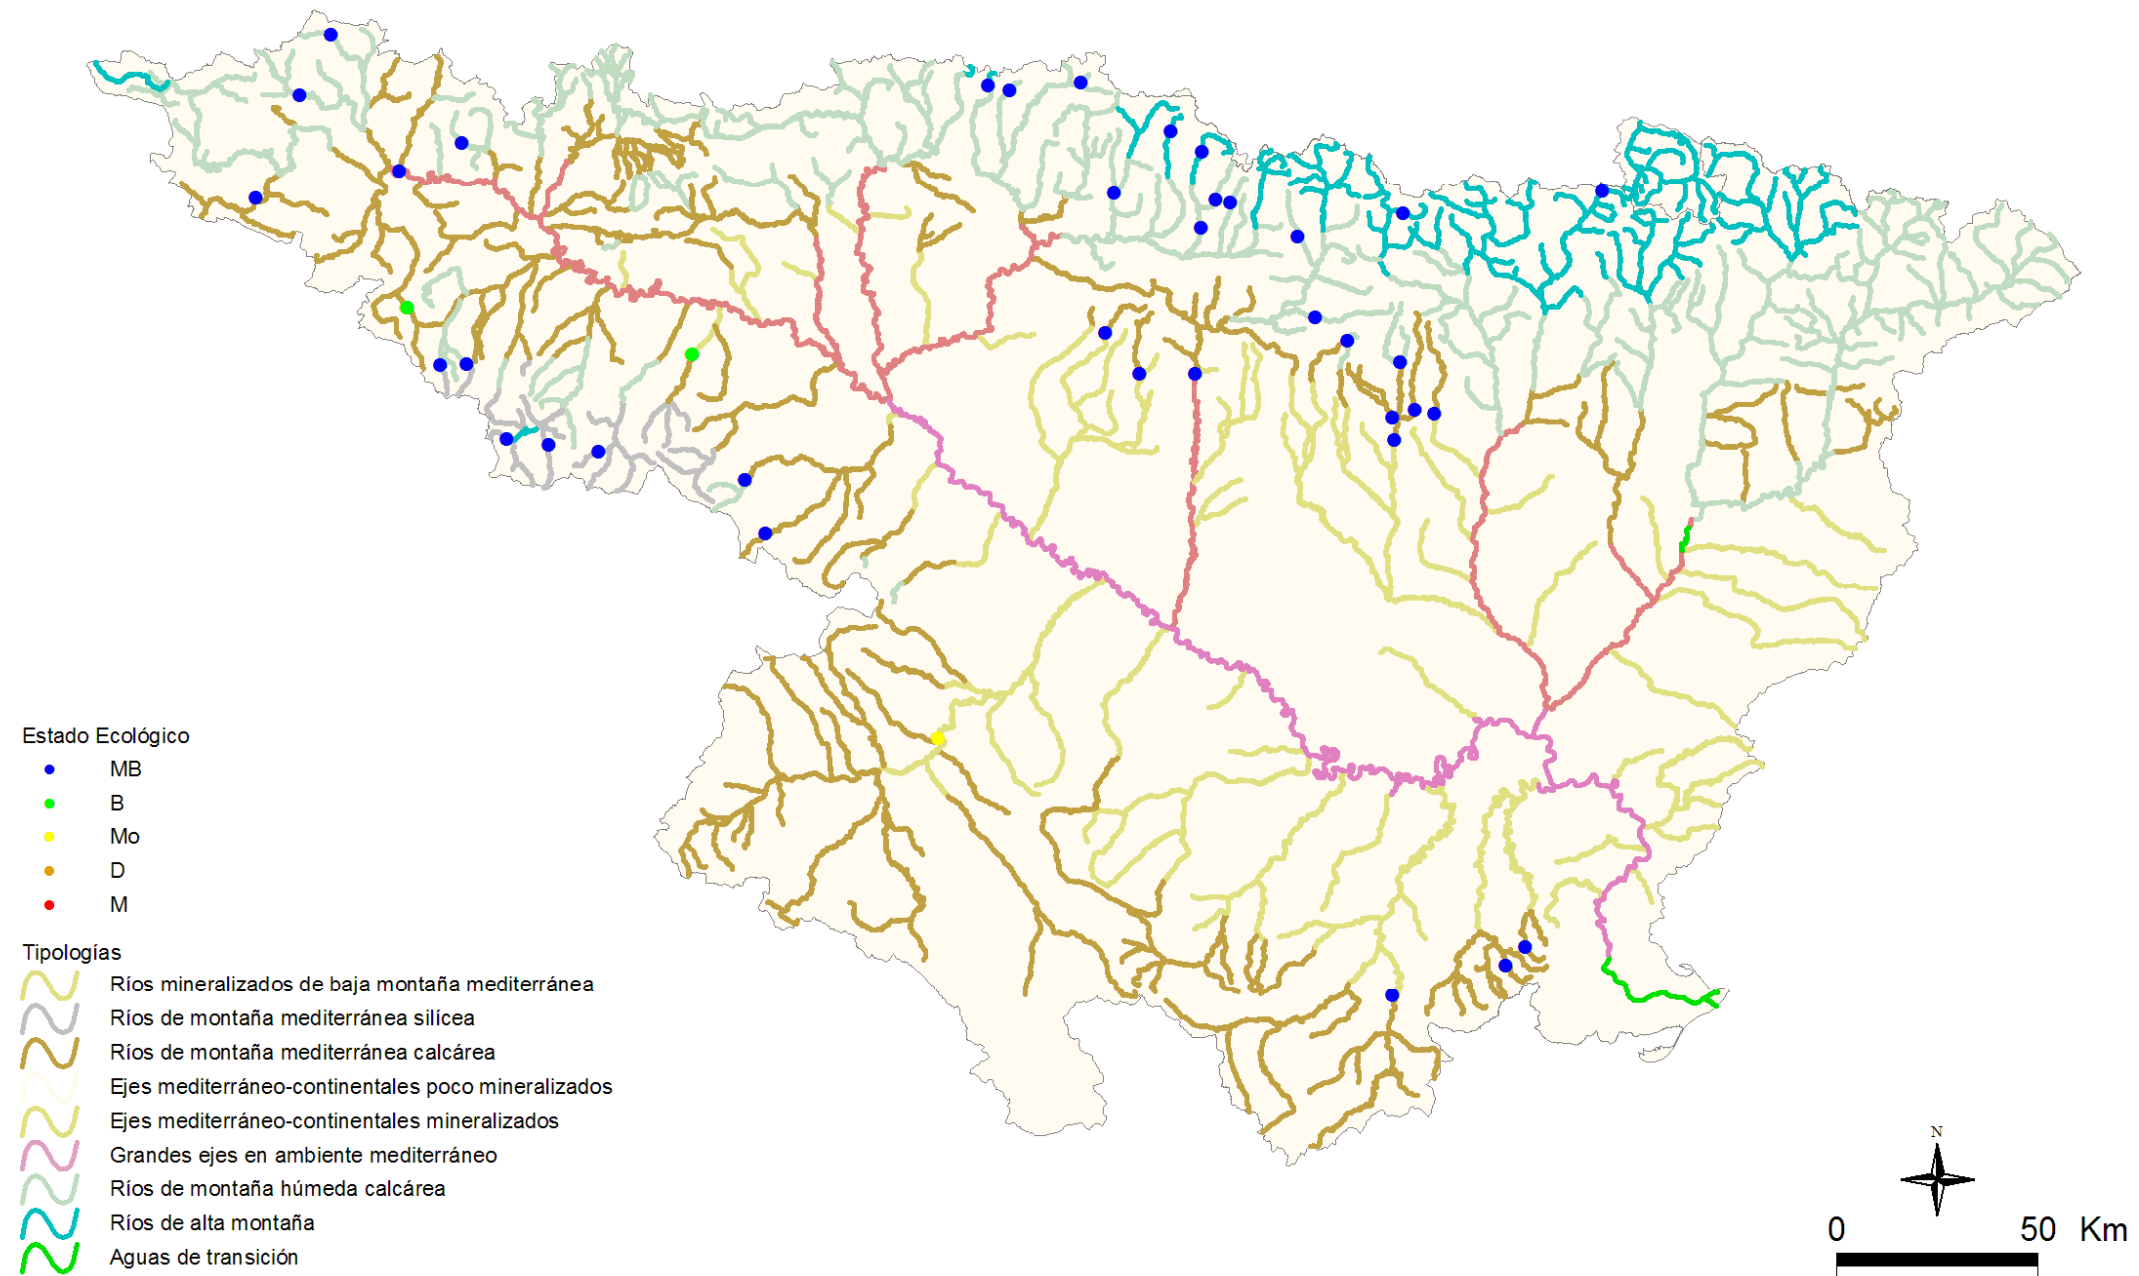 Estado Ecológico
MB
B
Mo
D
M
Tipologías
Ríos mineralizados de baja montaña mediterránea
Ríos de montaña mediterránea silícea
Ríos de montaña mediterránea calcárea
Ejes mediterráneo-continentales poco mineralizados
Ejes mediterráneo-continentales mineralizados
Grandes ejes en ambiente mediterráneo
Ríos de montaña húmeda calcárea
Ríos de alta montaña
Aguas de transición
N
0 50 Km